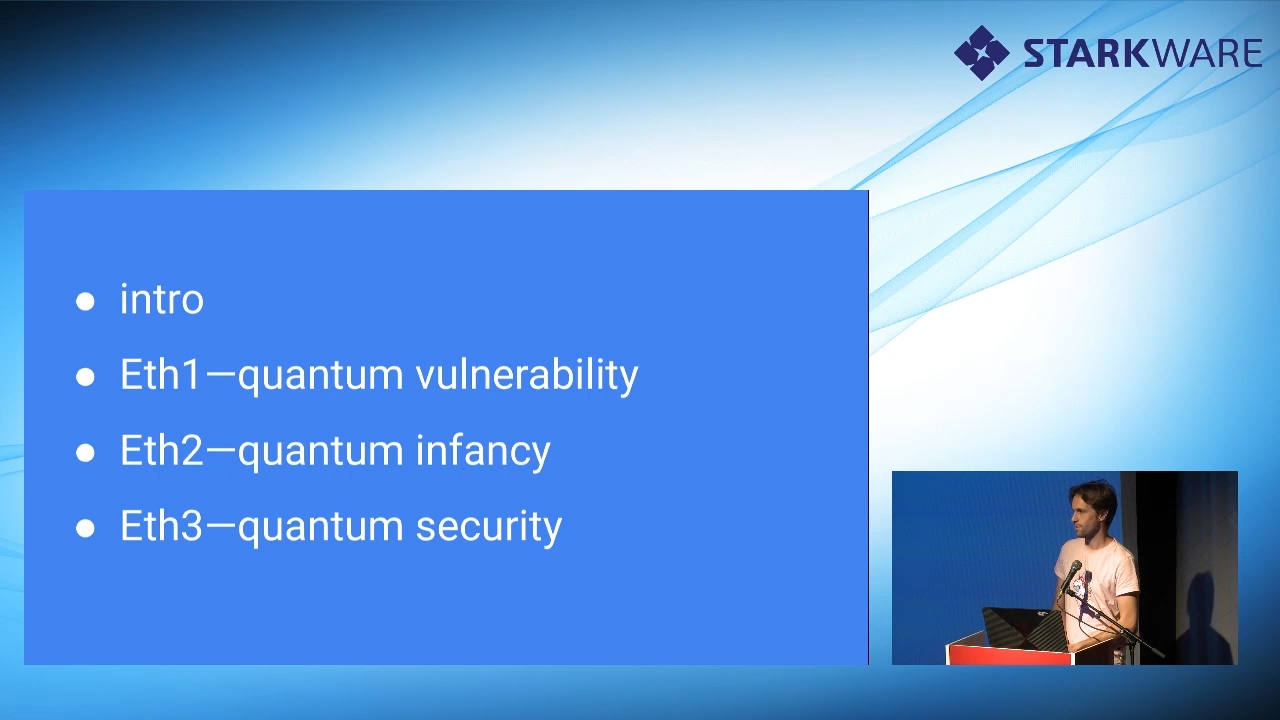 STARKWARE
● intro
● Eth1—quantum vulnerability
● Eth2—quantum infancy
● Eth3—quantum security